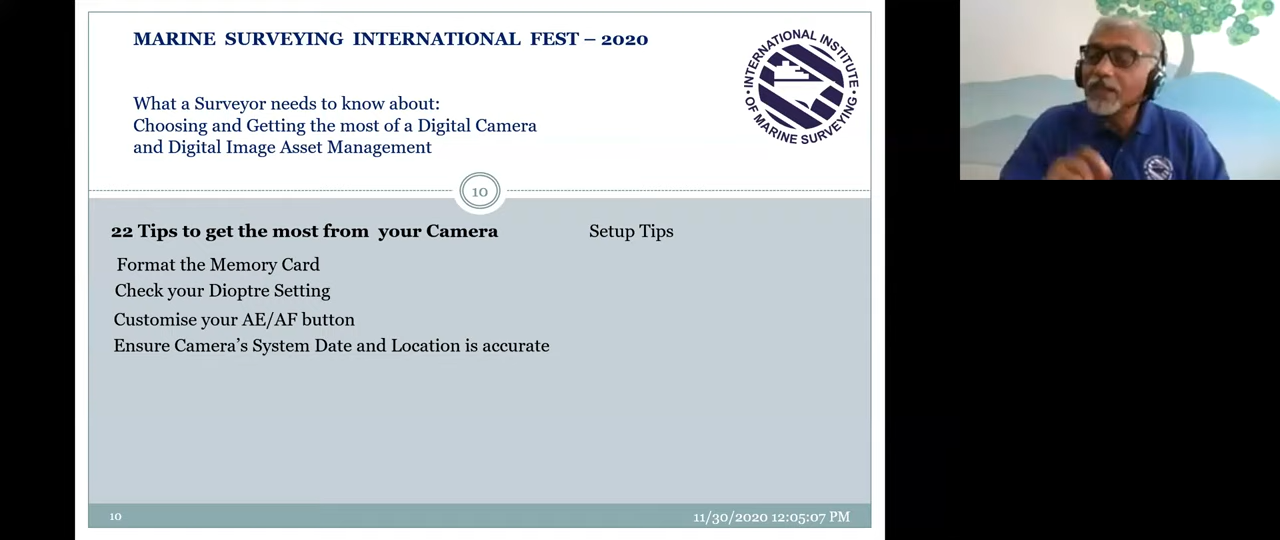 MARINE SURVEYING INTERNATIONAL FEST – 2020
What a Surveyor needs to know about:
Choosing and Getting the most of a Digital Camera
and Digital Image Asset Management
INTERNATIONAL INSTITUTE
• OF MARINE SURVEYING •
10
22 Tips to get the most from your Camera
Setup Tips
Format the Memory Card
Check your Dioptre Setting
Customise your AE/AF button
Ensure Camera's System Date and Location is accurate
10
11/30/2020 12:05:07 PM